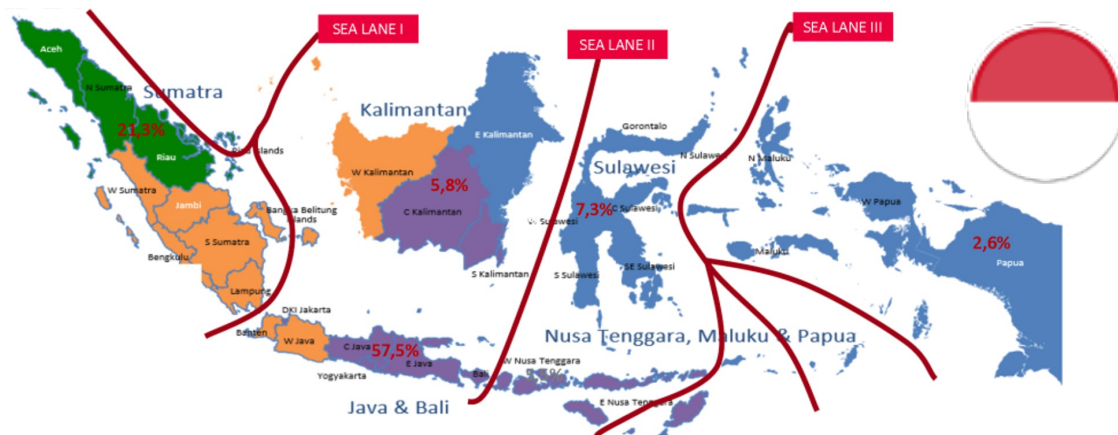 SEA LANE I
SEA LANE II
SEA LANE III
Aceh
N Sumatra
Sumatra
21,3%
Riau
Riau Islands
W Sumatra
Jambi
Bangka Belitung
Islands
S Sumatra
Bengkulu
Lampung
Kalimantan
E Kalimantan
W Kalimantan
5,8%
C Kalimantan
S Kalimantan
Gorontalo
N Sulawesi
Sulawesi
7,3%
C Sulawesi
W Sulawesi
S Sulawesi
SE Sulawesi
N Maluku
W Papua
Maluku
2,6%
Papua
Nusa Tenggara, Maluku & Papua
DKI Jakarta
Banten
W Java
C Java
57,5%
E Java
Yogyakarta
Bali
W Nusa Tenggara
E Nusa Tenggara
Java & Bali